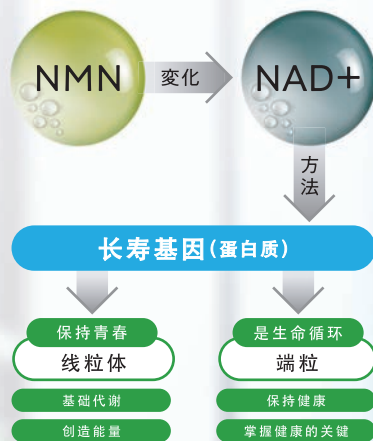 NMN
変化
NAD+
方法
长寿基因(蛋白质)
保持青春
线粒体
基础代谢
创造能量
是生命循环
端粒
保持健康
掌握健康的关键